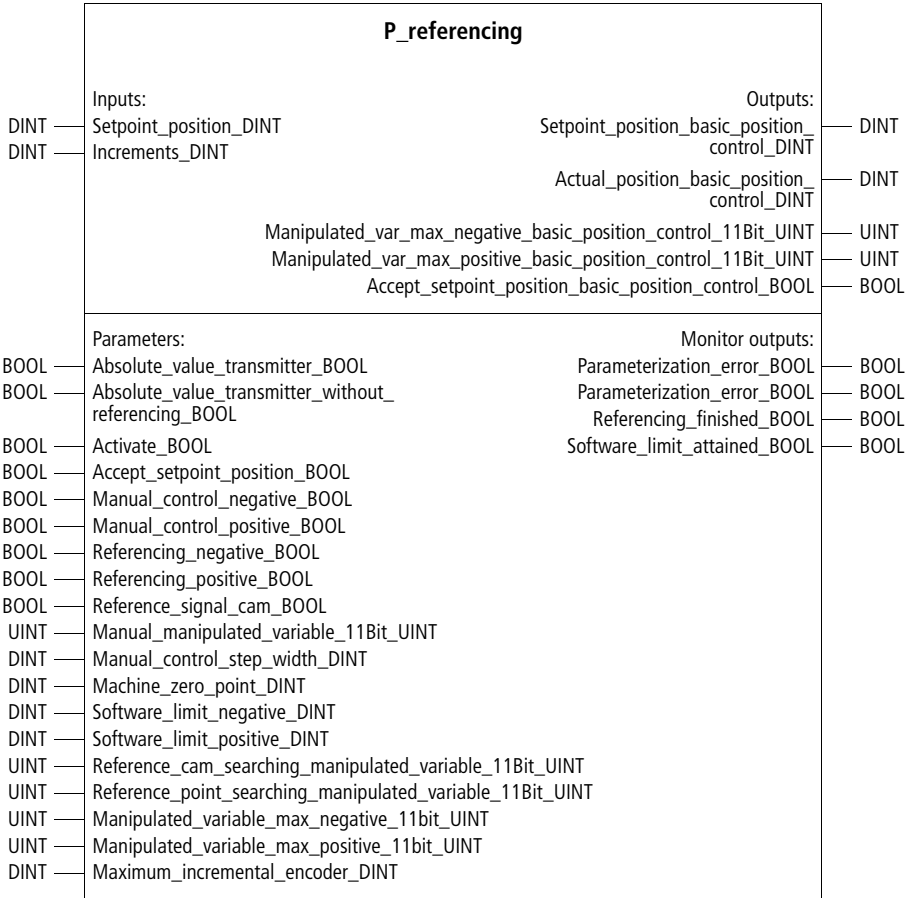 P_referencing
Inputs: Outputs:
DINT Setpoint_position_DINT Setpoint_position_basic_position_ DINT
control_DINT
DINT Increments_DINT
Actual_position_basic_position_ DINT
control_DINT
Manipulated_var_max_negative_basic_position_control_11Bit_UINT UINT
Manipulated_var_max_positive_basic_position_control_11Bit_UINT UINT
Accept_setpoint_position_basic_position_control_BOOL BOOL
Parameters: Monitor outputs:
BOOL Absolute_value_transmitter_BOOL Parameterization_error_BOOL BOOL
BOOL Absolute_value_transmitter_without_ Parameterization_error_BOOL BOOL
referencing_BOOL Referencing_finished_BOOL BOOL
BOOL Activate_BOOL Software_limit_attained_BOOL BOOL
BOOL Accept_setpoint_position_BOOL
BOOL Manual_control_negative_BOOL
BOOL Manual_control_positive_BOOL
BOOL Referencing_negative_BOOL
BOOL Referencing_positive_BOOL
BOOL Reference_signal_cam_BOOL
UINT Manual_manipulated_variable_11Bit_UINT
DINT Manual_control_step_width_DINT
DINT Machine_zero_point_DINT
DINT Software_limit_negative_DINT
DINT Software_limit_positive_DINT
UINT Reference_cam_searching_manipulated_variable_11Bit_UINT
UINT Reference_point_searching_manipulated_variable_11Bit_UINT
UINT Manipulated_variable_max_negative_11bit_UINT
UINT Manipulated_variable_max_positive_11bit_UINT
DINT Maximum_incremental_encoder_DINT